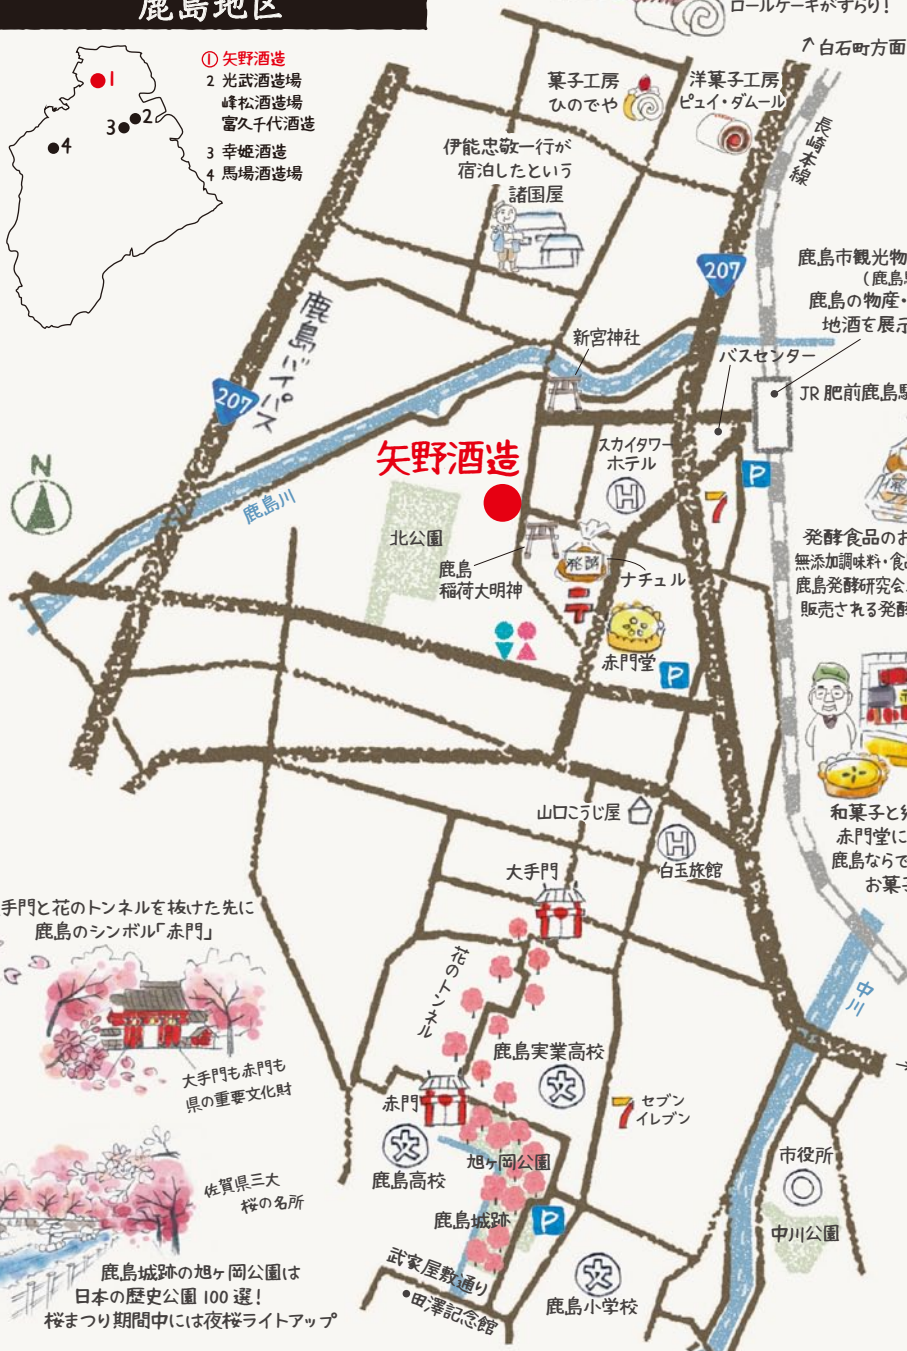 鹿島地区
ロールケーキがずらり！
① 矢野酒造
2 光武酒造場
峰松酒造場
富久千代酒造
3 幸姫酒造
4 馬場酒造場
1
2
3
4
↑白石町方面
菓子工房
ひのでや
洋菓子工房
ピュイ・ダムール
長崎本線
伊能忠敬一行が
宿泊したという
諸国屋
207
鹿島市観光物
（鹿島
鹿島の物産・
地酒を展示
新宮神社
バスセンター
鹿島バイパス
207
JR 肥前鹿島駅
矢野酒造
スカイタワー
ホテル
H
P
7
N
鹿島川
北公園
鹿島
稲荷大明神
発酵
ナチュル
発酵食品のお
無添加調味料・食品
鹿島発酵研究会
販売される発酵
赤門堂
P
和菓子と
赤門堂に
鹿島ならで
お菓子
山口こうじ屋
H
白玉旅館
大手門
手門と花のトンネルを抜けた先に
鹿島のシンボル「赤門」
花のトンネル
中川
大手門も赤門も
県の重要文化財
鹿島実業高校
文
赤門
7 セブン
イレブン
文
鹿島高校
旭ヶ岡公園
市役所
佐賀県三大
桜の名所
鹿島城跡
P
中川公園
武家屋敷通り
鹿島城跡の旭ヶ岡公園は
日本の歴史公園100選！
桜まつり期間中には夜桜ライトアップ
•田澤記念館
文
鹿島小学校